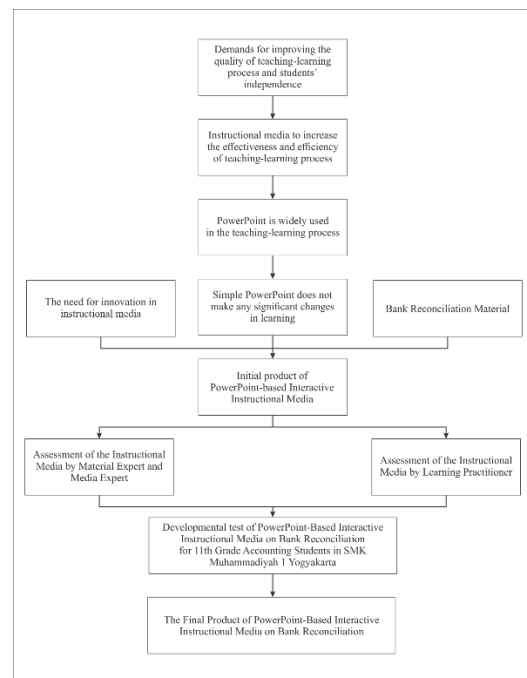 Demands for improving the
quality of teaching-learning
process and students'
independence
Instructional media to increase
the effectiveness and efficiency
of teaching-learning process
PowerPoint is widely used
in the teaching-learning process
The need for innovation in
instructional media
Simple PowerPoint does not
make any significant changes
in learning
Bank Reconciliation Material
Initial product of
PowerPoint-based Interactive
Instructional Media
Assessment of the Instructional
Media by Material Expert and
Media Expert
Assessment of the Instructional
Media by Learning Practitioner
Developmental test of PowerPoint-Based Interactive
Instructional Media on Bank Reconciliation
for 11th Grade Accounting Students in SMK
Muhammadiyah 1 Yogyakarta
The Final Product of PowerPoint-Based Interactive
Instructional Media on Bank Reconciliation